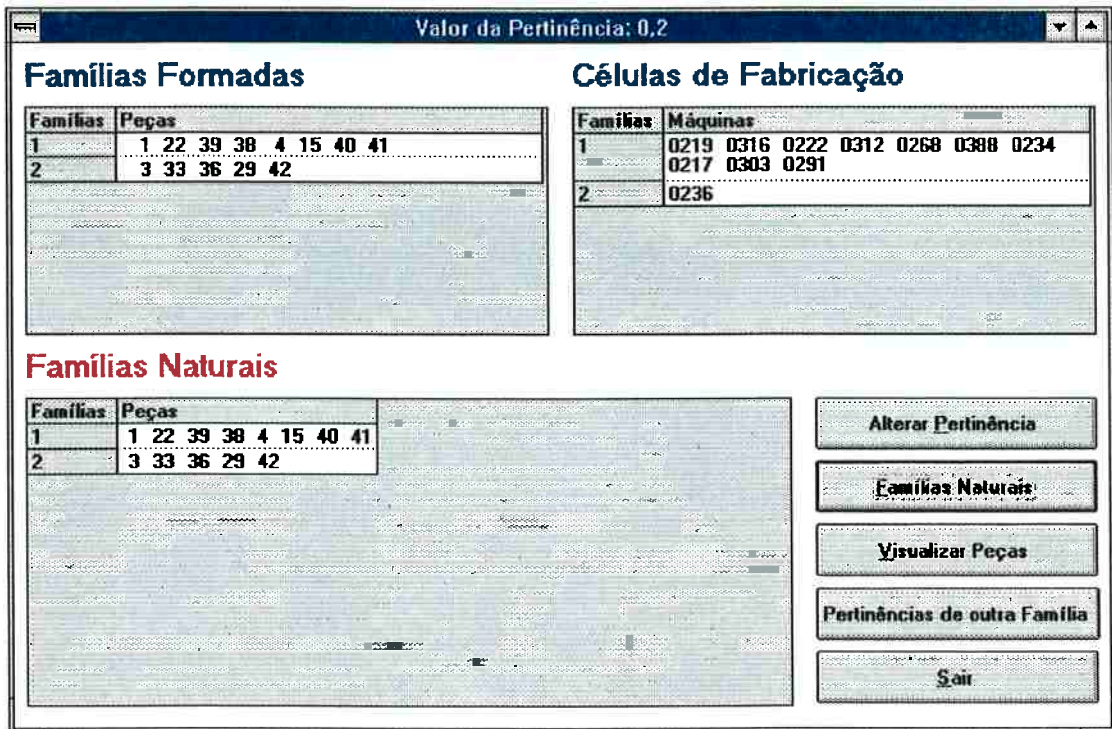 Valor da Pertinência: 0,2
Famílias Formadas
Famílias Peças
1 1 22 39 38 4 15 40 41
2 3 33 36 29 42
Células de Fabricação
Famílias Máquinas
1 0219 0316 0222 0312 0268 0388 0234
0217 0303 0291
2 0236
Famílias Naturais
Famílias Peças
1 1 22 39 38 4 15 40 41
2 3 33 36 29 42
Alterar Pertinência
Famílias Naturais
Visualizar Peças
Pertinências de outra Família
Sair